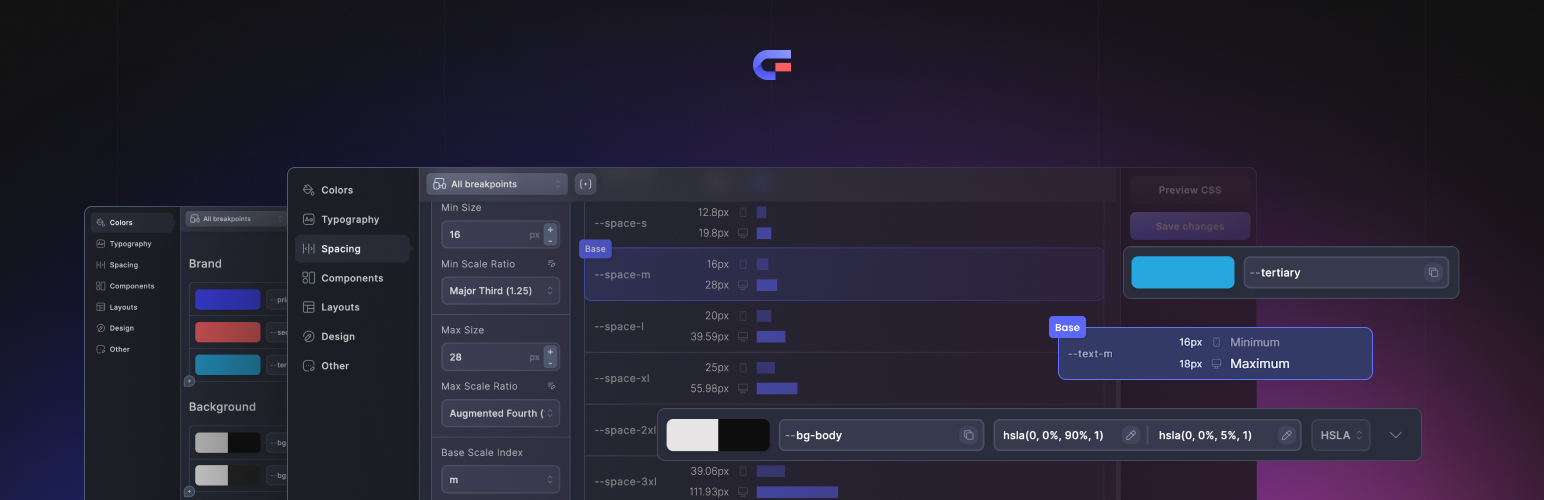 Colors
Typography
Spacing
Components
Layouts
Design
Other
All breakpoints
Brand
--pri
--sec
--ter
Background
--bg
--bg
Colors
Typography
Spacing
Components
Layouts
Design
Other
All breakpoints
Min Size
16 px + -
Min Scale Ratio
Major Third (1.25)
Max Size
28 px + -
Max Scale Ratio
Augmented Fourth (
Base Scale Index
m
--space-s
12.8px
19.8px
Base
--space-m
16px
28px
--space-l
20px
39.59px
--space-xl
25px
55.98px
--space-2xl
--space-3xl
39.06px
111.93px
Preview CSS
Save changes
--tertiary
Base
--text-m
16px Minimum
18px Maximum
--bg-body hsla(0, 0%, 90%, 1) hsla(0, 0%, 5%, 1) HSLA